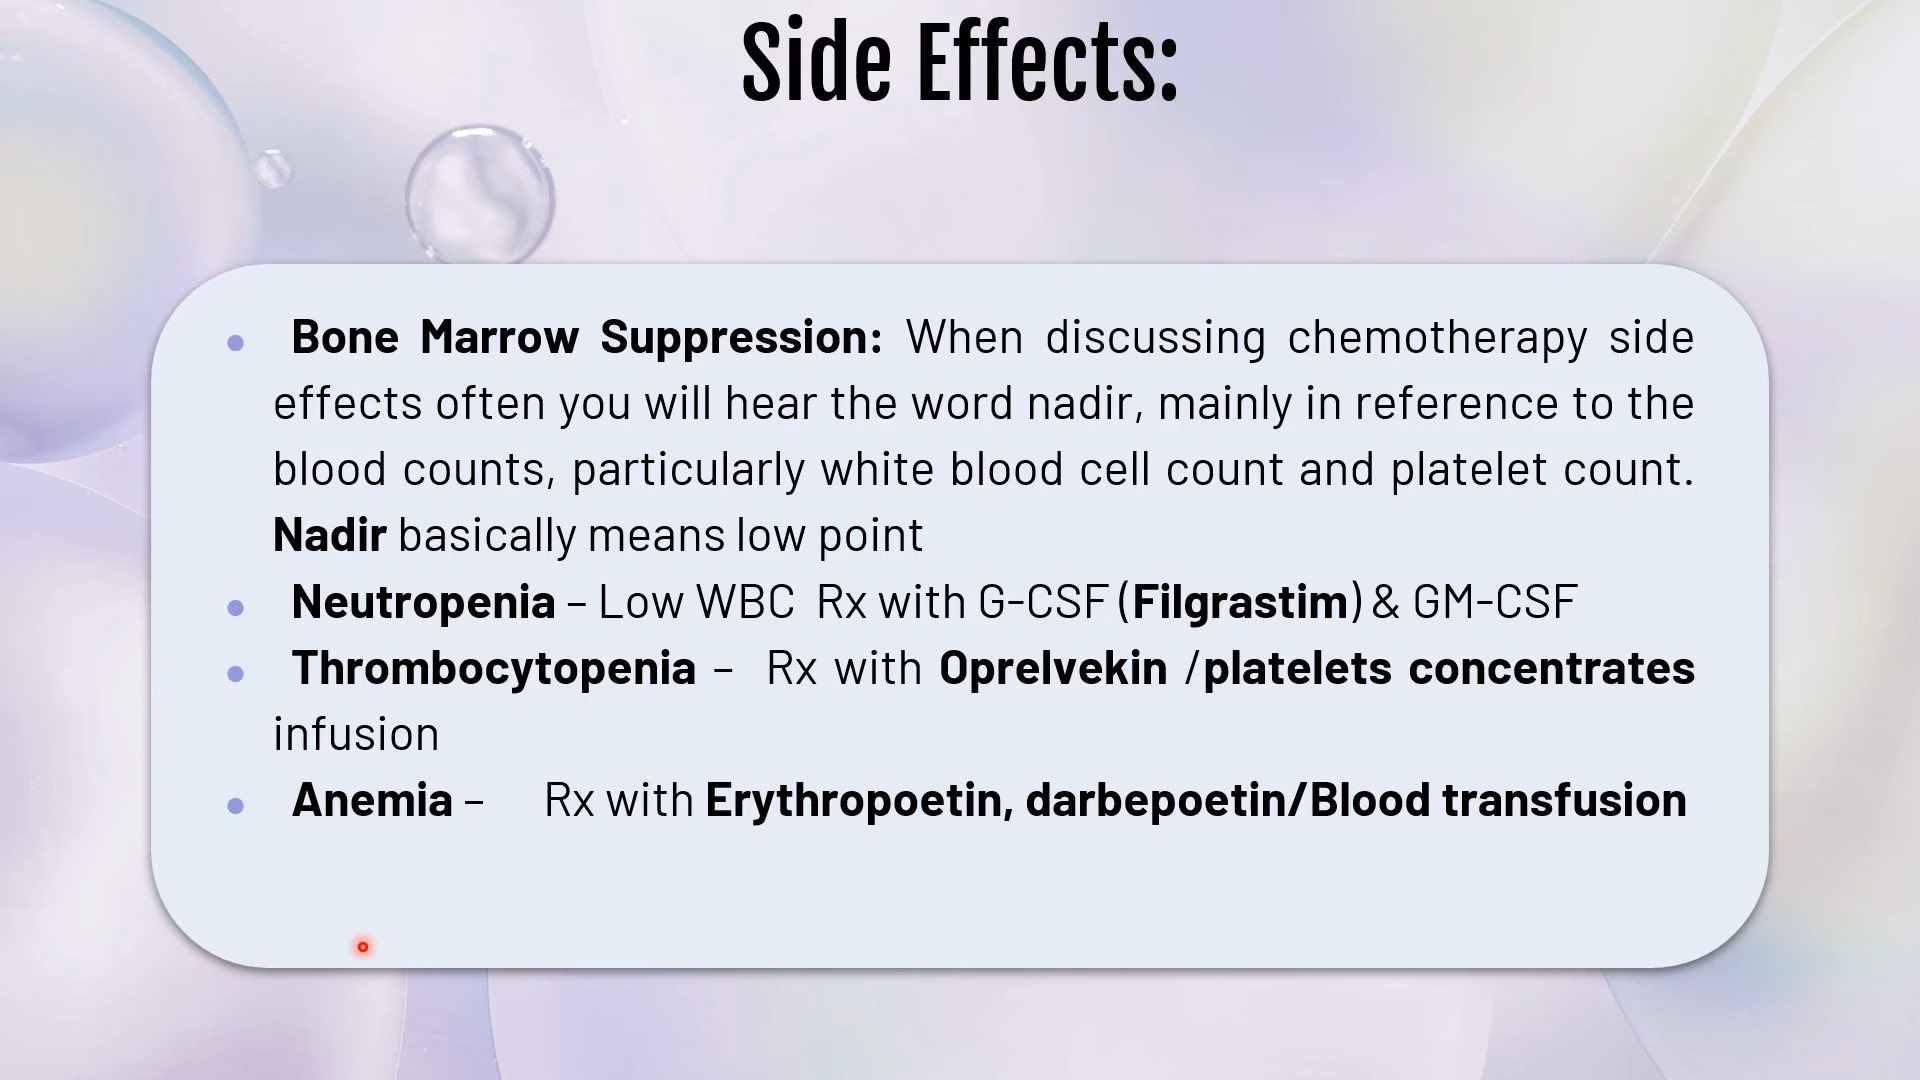 Side Effects:
Bone Marrow Suppression: When discussing chemotherapy side
effects often you will hear the word nadir, mainly in reference to the
blood counts, particularly white blood cell count and platelet count.
Nadir basically means low point
Neutropenia – Low WBC Rx with G-CSF (Filgrastim) & GM-CSF
Thrombocytopenia – Rx with Oprelvekin /platelets concentrates
infusion
Anemia – Rx with Erythropoetin, darbepoetin/Blood transfusion